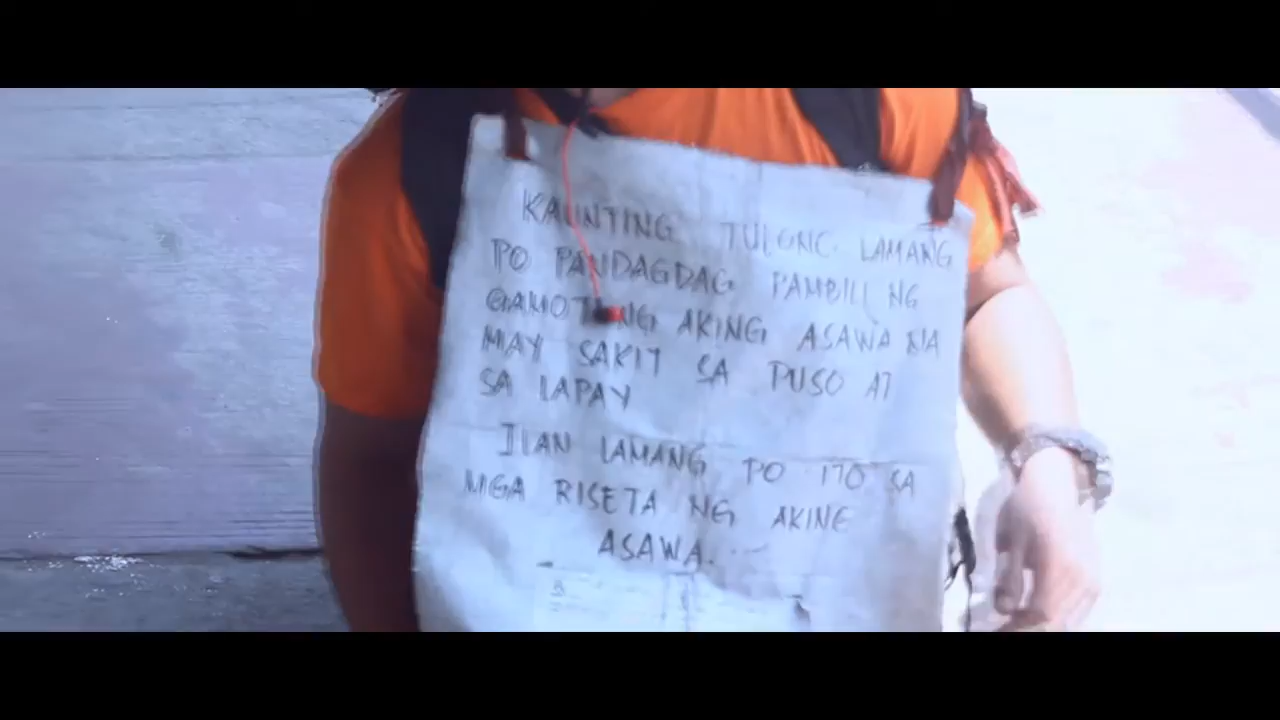 KAUNTING TULONG LAMANG
PO PANDAGDAG PAMBILI NG
GAMOT NG AKING ASAWA NA
MAY SAKIT SA PUSO AT
SA LAPAY
ILAN LAMANG PO ITO SA
MGA RISETA NG AKING
ASAWA.